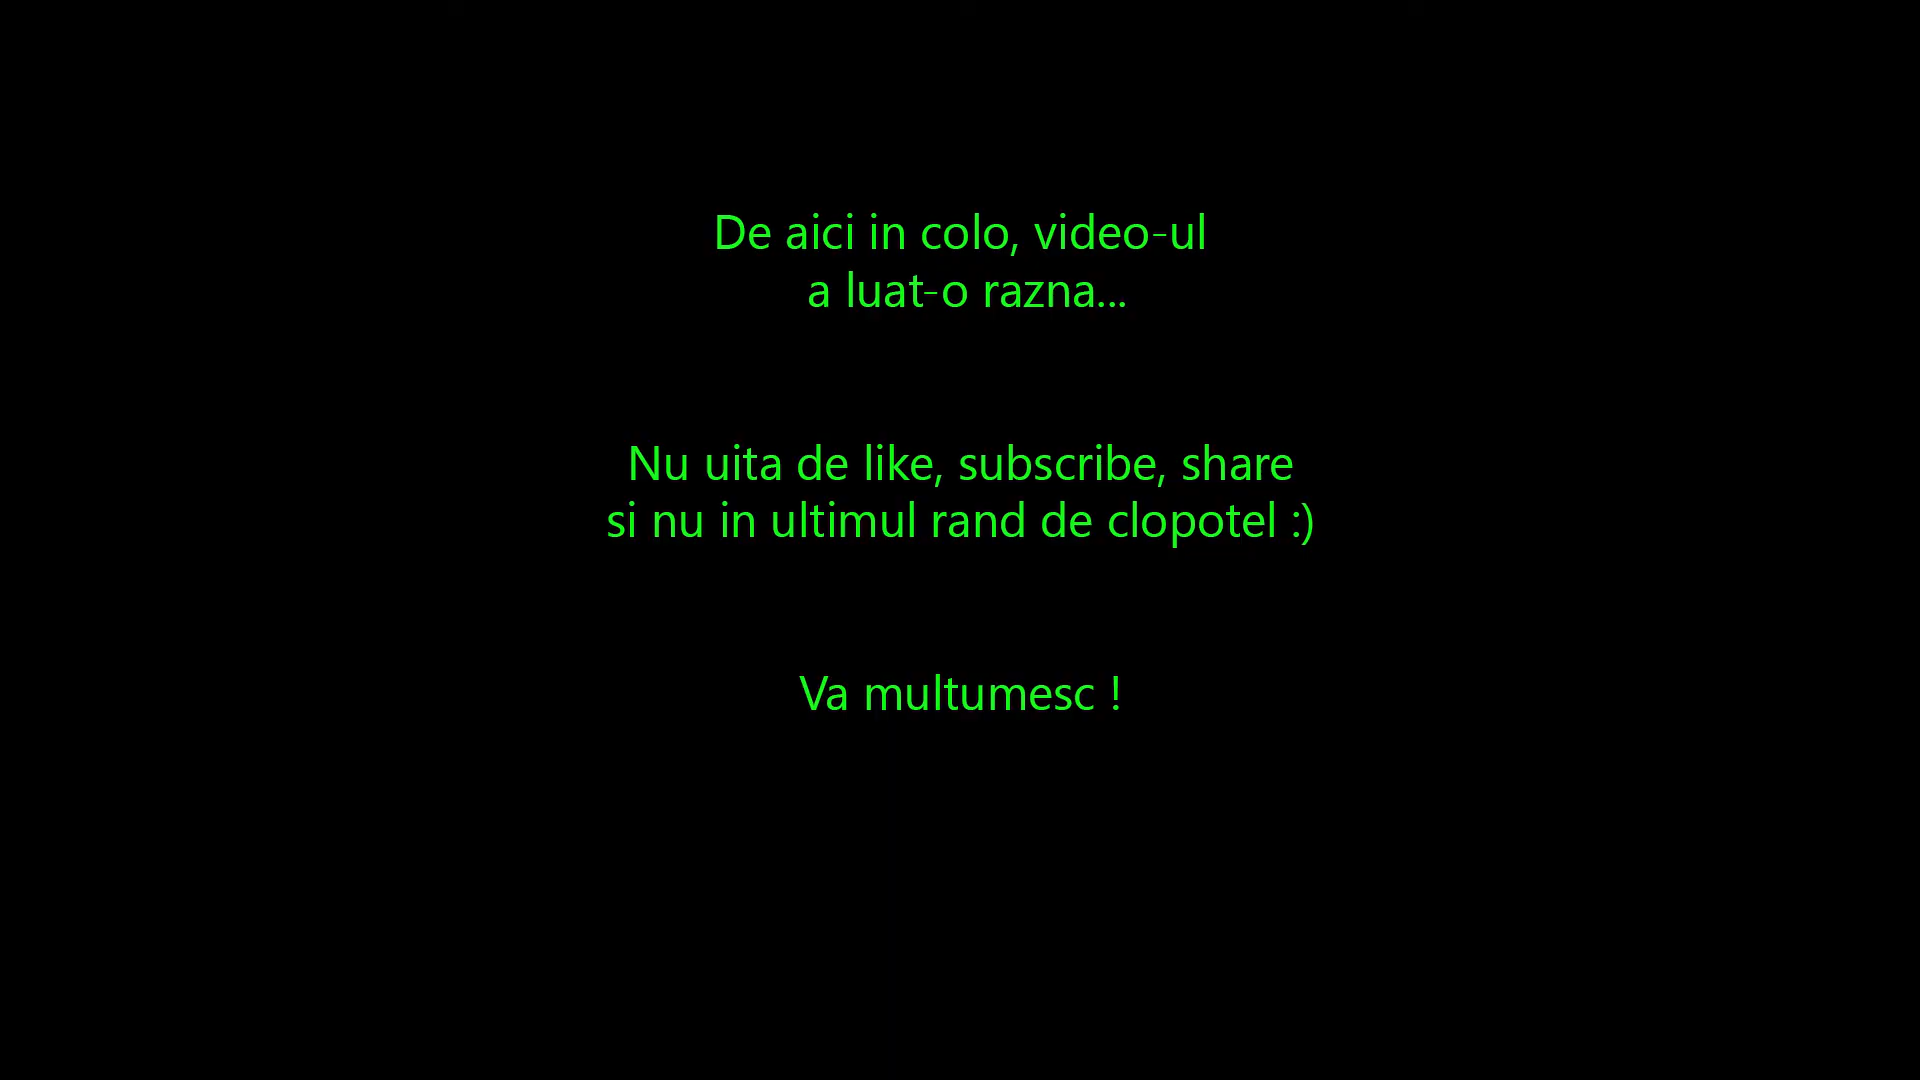 De aici in colo, video-ul
a luat-o razna...
Nu uita de like, subscribe, share
si nu in ultimul rand de clopotel :)
Va multumesc !